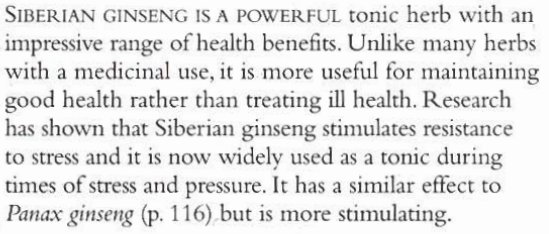 SIBERIAN GINSENG IS A POWERFUL tonic herb with an
impressive range of health benefits. Unlike many herbs
with a medicinal use, it is more useful for maintaining
good health rather than treating ill health. Research
has shown that Siberian ginseng stimulates resistance
to stress and it is now widely used as a tonic during
times of stress and pressure. It has a similar effect to
Panax ginseng (p. 116) but is more stimulating.